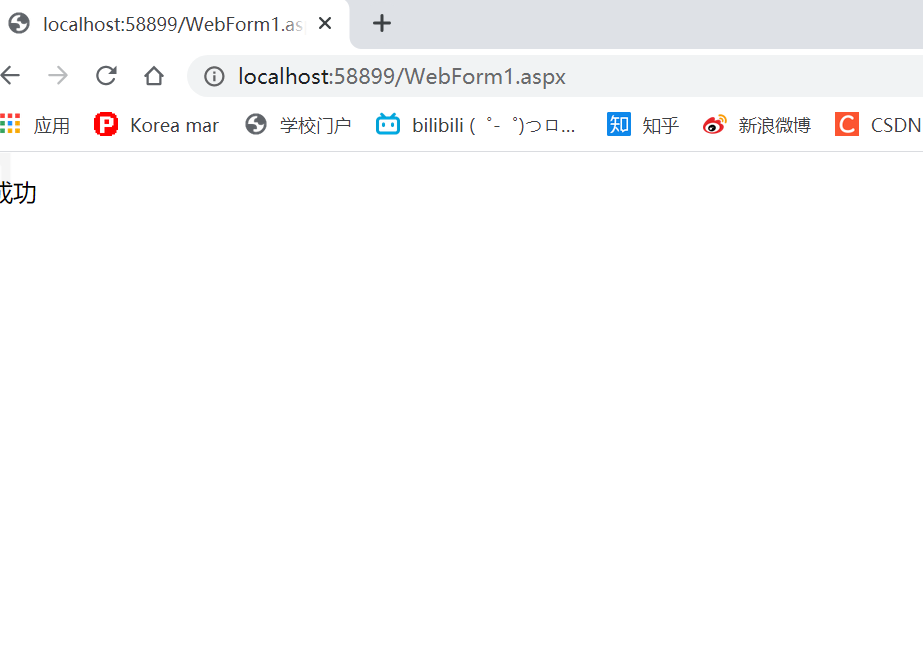 localhost:58899/WebForm1.as
localhost:58899/WebForm1.aspx
应用 P Korea mar 学校门户 bilibili ( ゜- ゜)つロ... 知 知乎 新浪微博 C CSDN
成功